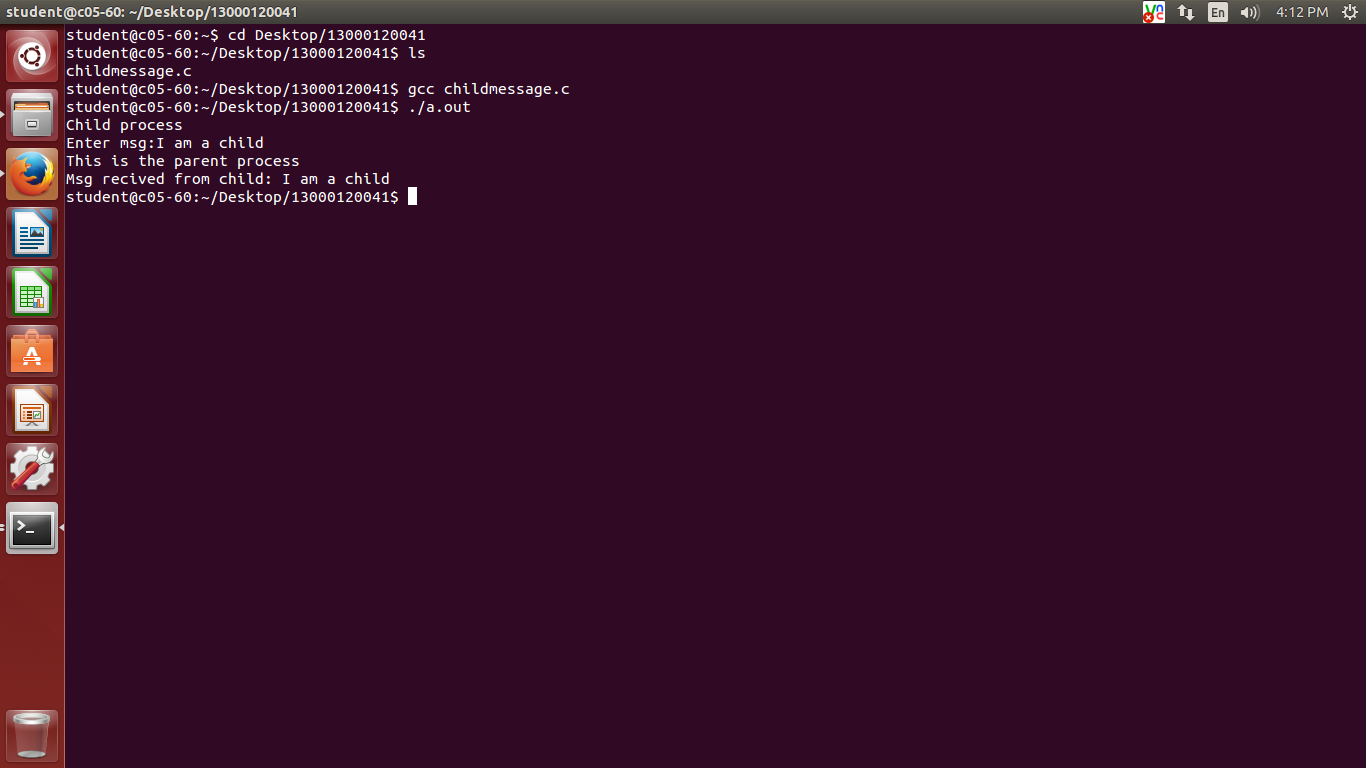 student@c05-60: ~/Desktop/13000120041
En
4:12 PM
student@c05-60:~$ cd Desktop/13000120041
student@c05-60:~/Desktop/13000120041$ ls
childmessage.c
student@c05-60:~/Desktop/13000120041$ gcc childmessage.c
student@c05-60:~/Desktop/13000120041$ ./a.out
Child process
Enter msg:I am a child
This is the parent process
Msg recived from child: I am a child
student@c05-60:~/Desktop/13000120041$